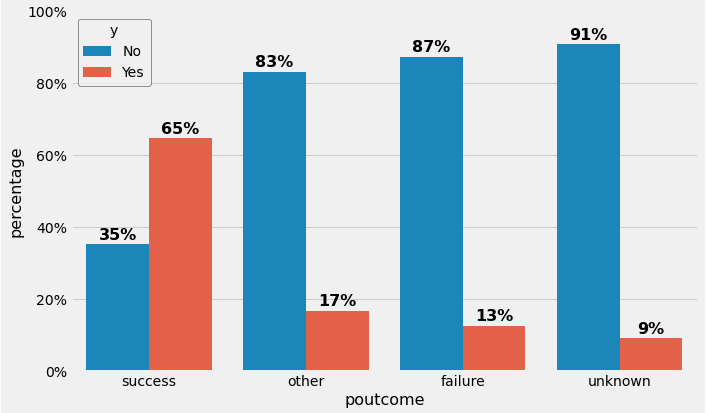 100%
80%
60%
40%
20%
0%
percentage
y
No
Yes
35%
65%
83%
17%
87%
13%
91%
9%
success
other
failure
unknown
poutcome